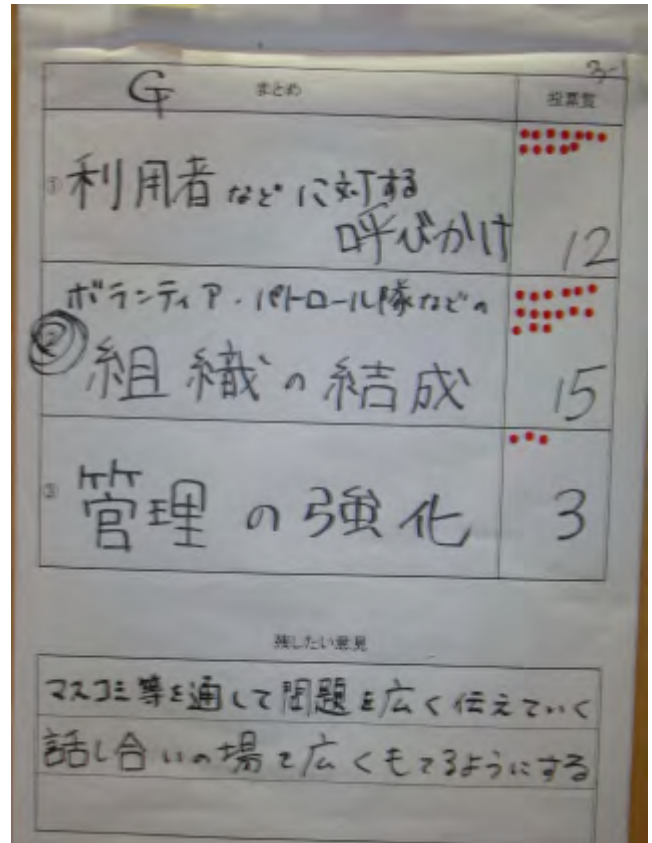 3-1
G まとめ 投票数
①利用者などに対する
呼びかけ 12
ボランティア・パトロール隊などの
②組織の結成 15
③管理の強化 3
残したい意見
マスコミ等を通して問題を広く伝えていく
話し合いの場を広くもてるようにする